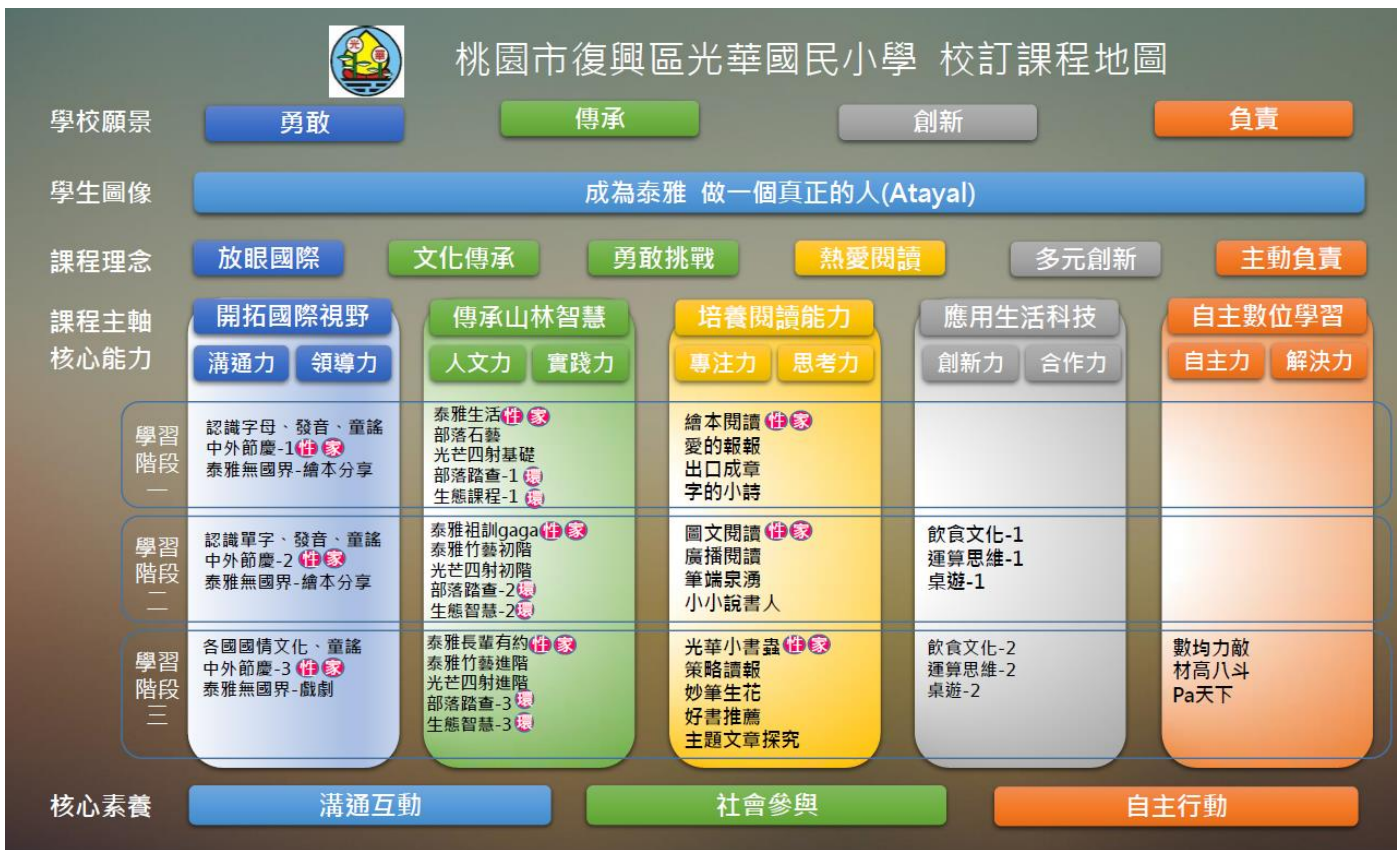 光 華
桃園市復興區光華國民小學 校訂課程地圖
學校願景 勇敢 傳承 創新 負責
學生圖像 成為泰雅 做一個真正的人(Atayal)
課程理念 放眼國際 文化傳承 勇敢挑戰 熱愛閱讀 多元創新 主動負責
課程主軸 開拓國際視野 傳承山林智慧 培養閱讀能力 應用生活科技 自主數位學習
核心能力 溝通力 領導力 人文力 實踐力 專注力 思考力 創新力 合作力 自主力 解決力
學習
階段
一
認識字母、發音、童謠
中外節慶-1 性 家
泰雅無國界-繪本分享
泰雅生活 性 家
部落石藝
光芒四射基礎
部落踏查-1 環
生態課程-1 環
繪本閱讀 性 家
愛的報報
出口成章
字的小詩
學習
階段
二
認識單字、發音、童謠
中外節慶-2 性 家
泰雅無國界-繪本分享
泰雅祖訓gaga 性 家
泰雅竹藝初階
光芒四射初階
部落踏查-2 環
生態智慧-2 環
圖文閱讀 性 家
廣播閱讀
筆端泉湧
小小說書人
飲食文化-1
運算思維-1
桌遊-1
學習
階段
三
各國國情文化、童謠
中外節慶-3 性 家
泰雅無國界-戲劇
泰雅長輩有約 性 家
泰雅竹藝進階
光芒四射進階
部落踏查-3 環
生態智慧-3 環
光華小書蟲 性 家
策略讀報
妙筆生花
好書推薦
主題文章探究
飲食文化-2
運算思維-2
桌遊-2
數均力敵
材高八斗
Pa天下
核心素養 溝通互動 社會參與 自主行動